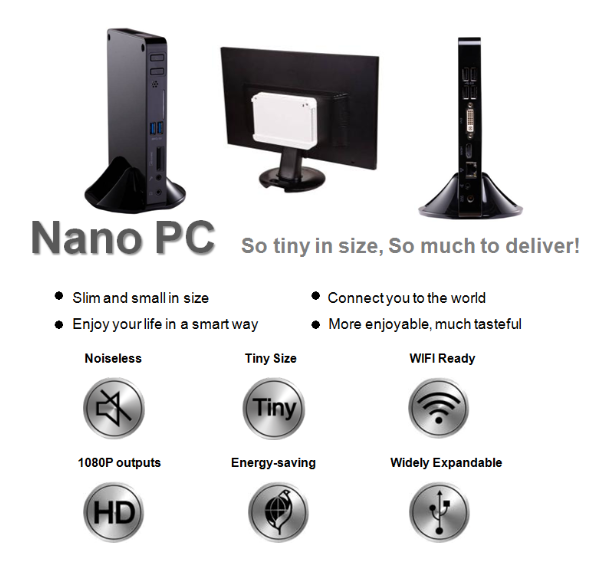 Nano PC So tiny in size, So much to deliver!
Slim and small in size
Connect you to the world
Enjoy your life in a smart way
More enjoyable, much tasteful
Noiseless
Tiny Size
WIFI Ready
Tiny
1080P outputs
Energy-saving
Widely Expandable
HD